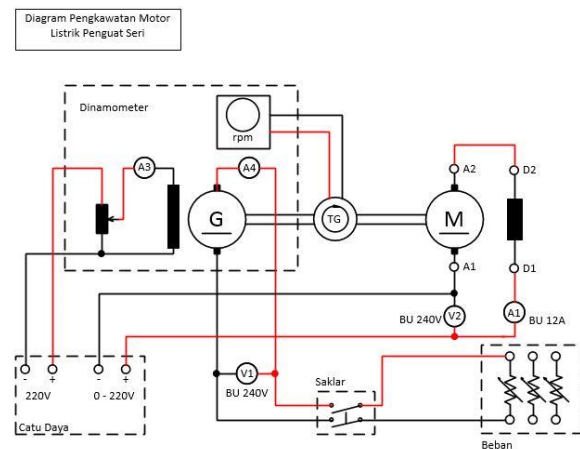 Diagram Pengkawatan Motor
Listrik Penguat Seri
Dinamometer
rpm
A3
A4
A2
D2
G
TG
M
A1
D1
BU 240V
V2
A1
BU 12A
-
+
-
+
220V
0 - 220V
Catu Daya
V1
BU 240V
Saklar
Beban